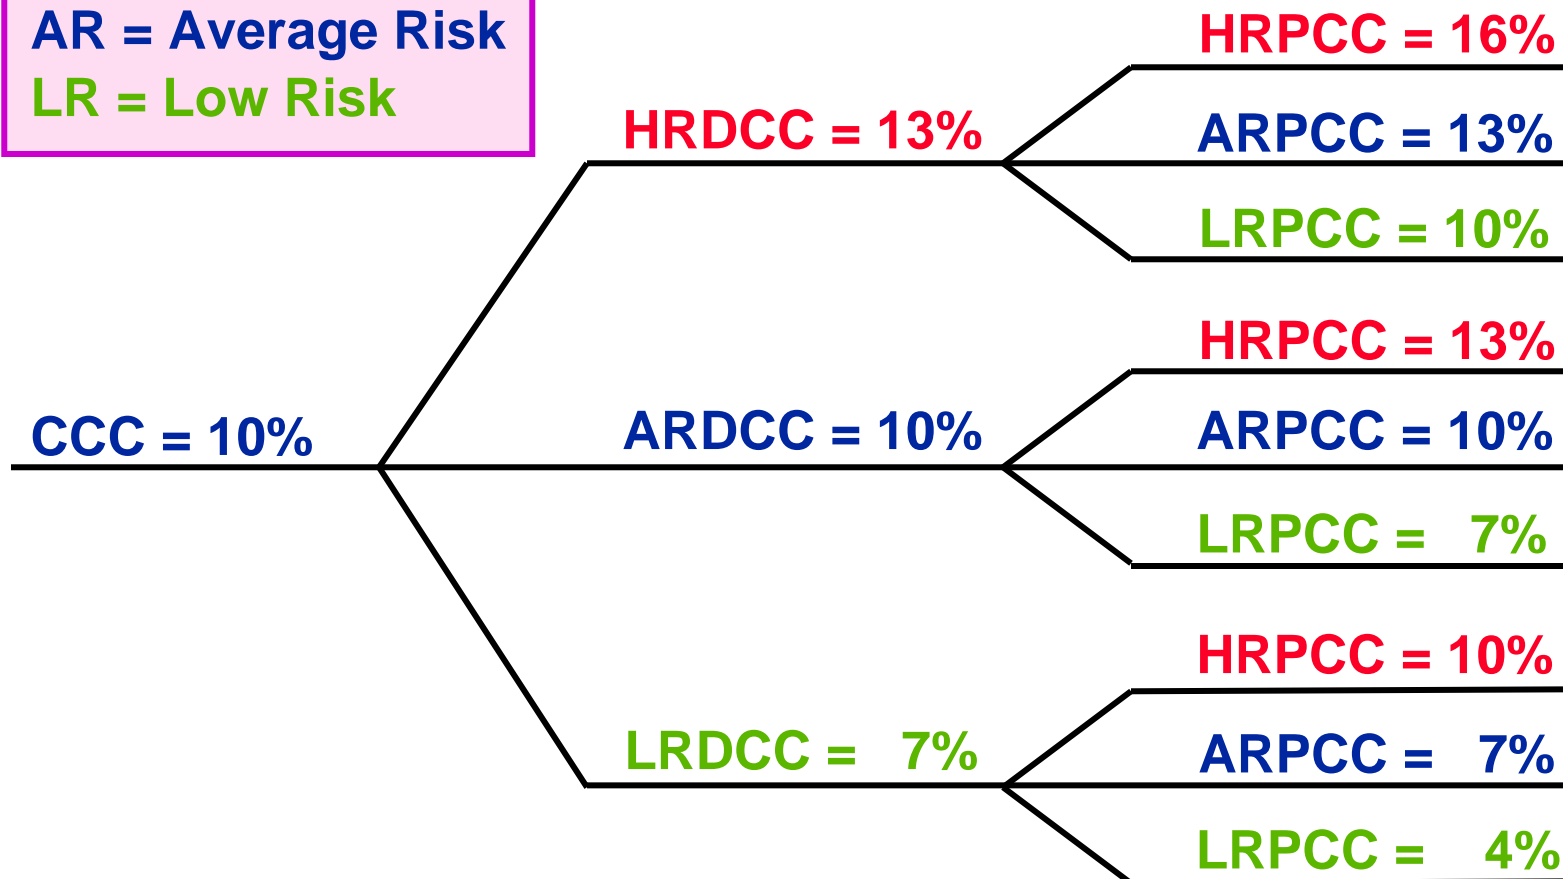 AR = Average Risk
LR = Low Risk
HRPCC = 16%
HRDCC = 13%
ARPCC = 13%
LRPCC = 10%
HRPCC = 13%
CCC = 10%
ARDCC = 10%
ARPCC = 10%
LRPCC = 7%
HRPCC = 10%
LRDCC = 7%
ARPCC = 7%
LRPCC = 4%